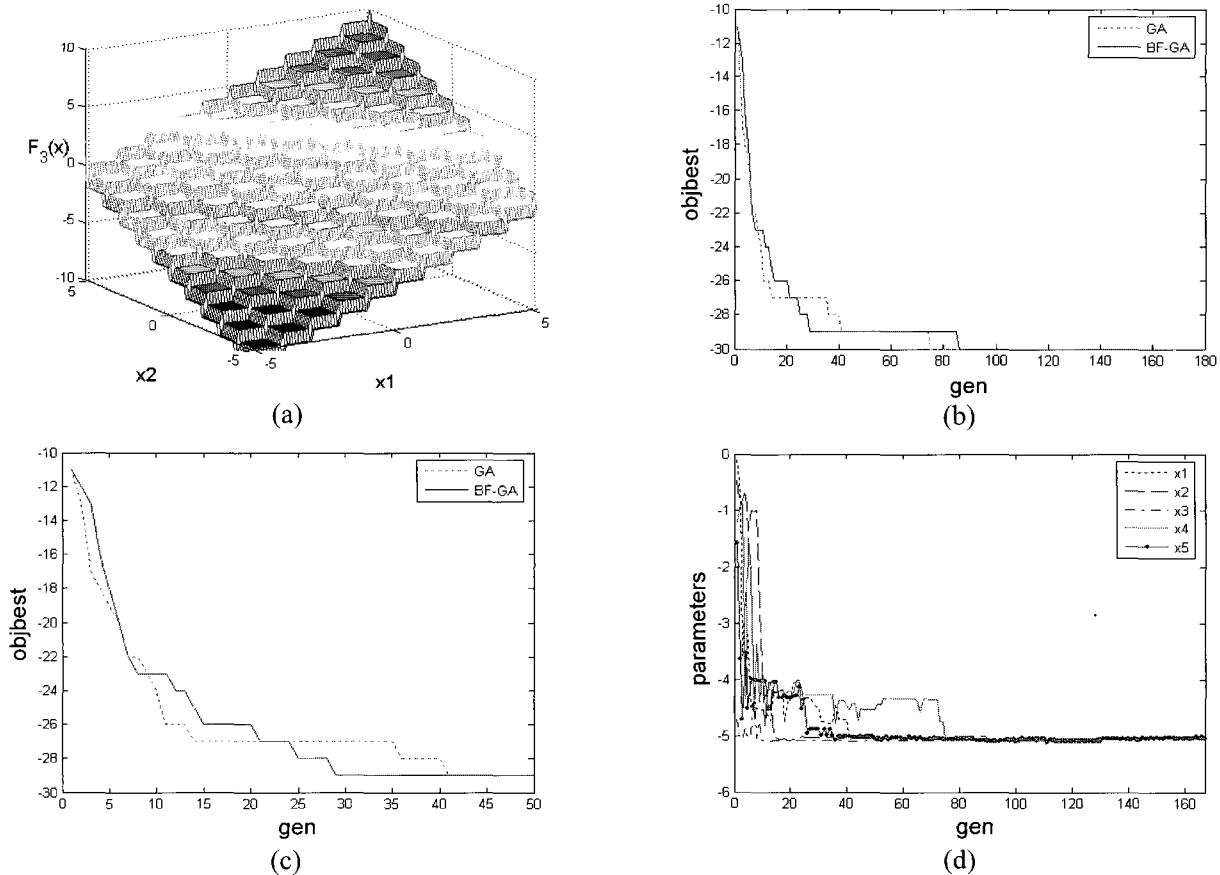 10
5
F3(x)
0
-5
-10
5
0
-5
-5
0
5
x2
x1
(a)
-10
-12
-14
-16
-18
-20
-22
-24
-26
-28
-30
objbest
GA
BF-GA
0 20 40 60 80 100 120 140 160 180
gen
(b)
-10
-12
-14
-16
-18
-20
-22
-24
-26
-28
-30
objbest
GA
BF-GA
0 5 10 15 20 25 30 35 40 45 50
gen
(c)
0
-1
-2
-3
-4
-5
-6
parameters
x1
x2
x3
x4
x5
0 20 40 60 80 100 120 140 160
gen
(d)